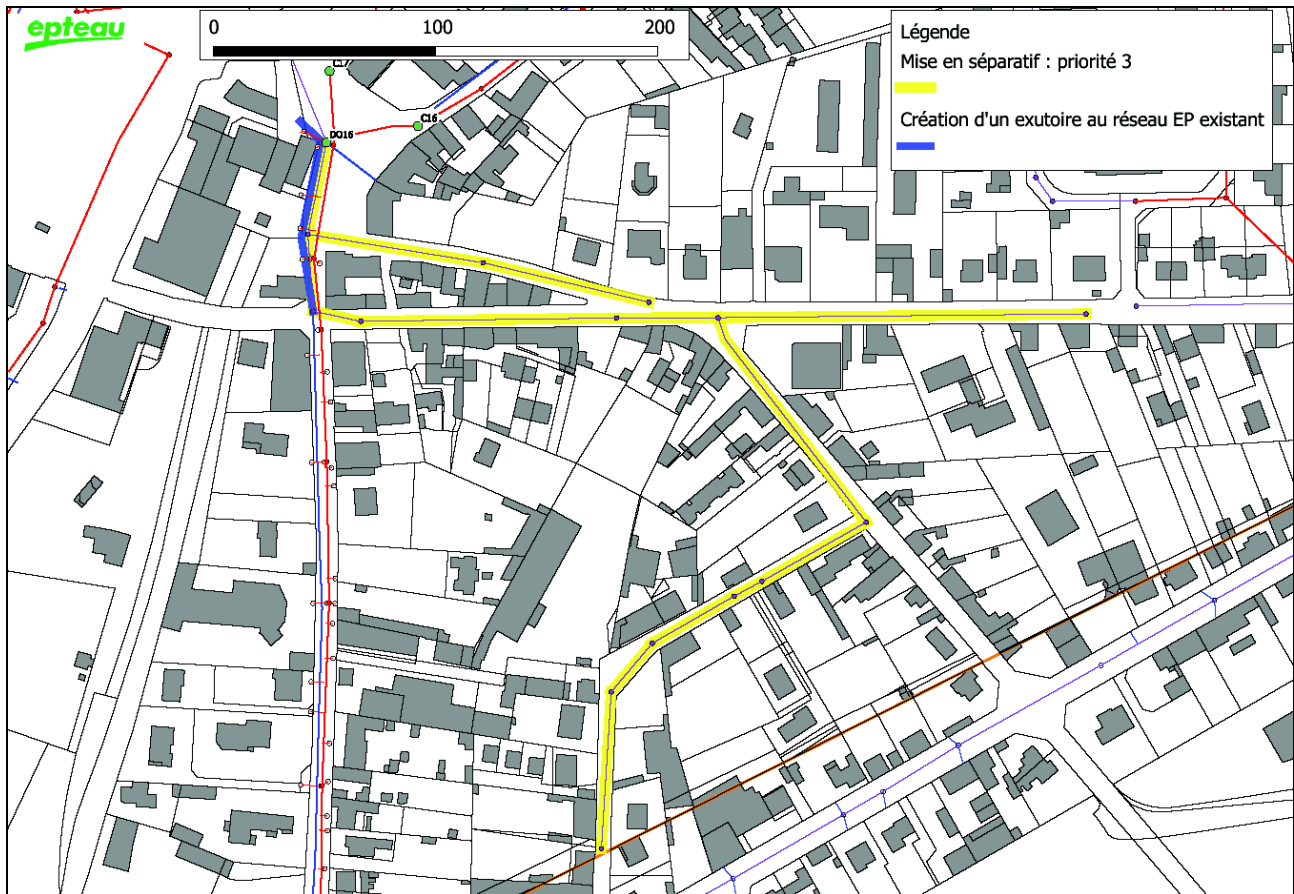 epteau
0 100 200
Légende
Mise en séparatif : priorité 3
Création d'un exutoire au réseau EP existant
C16
DO16